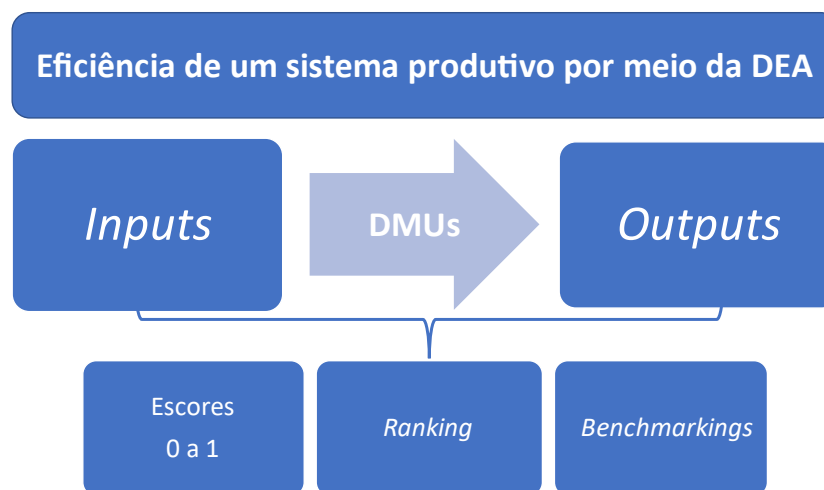 Eficiência de um sistema produtivo por meio da DEA
Inputs
DMUs
Outputs
Escores
0 a 1
Ranking
Benchmarkings